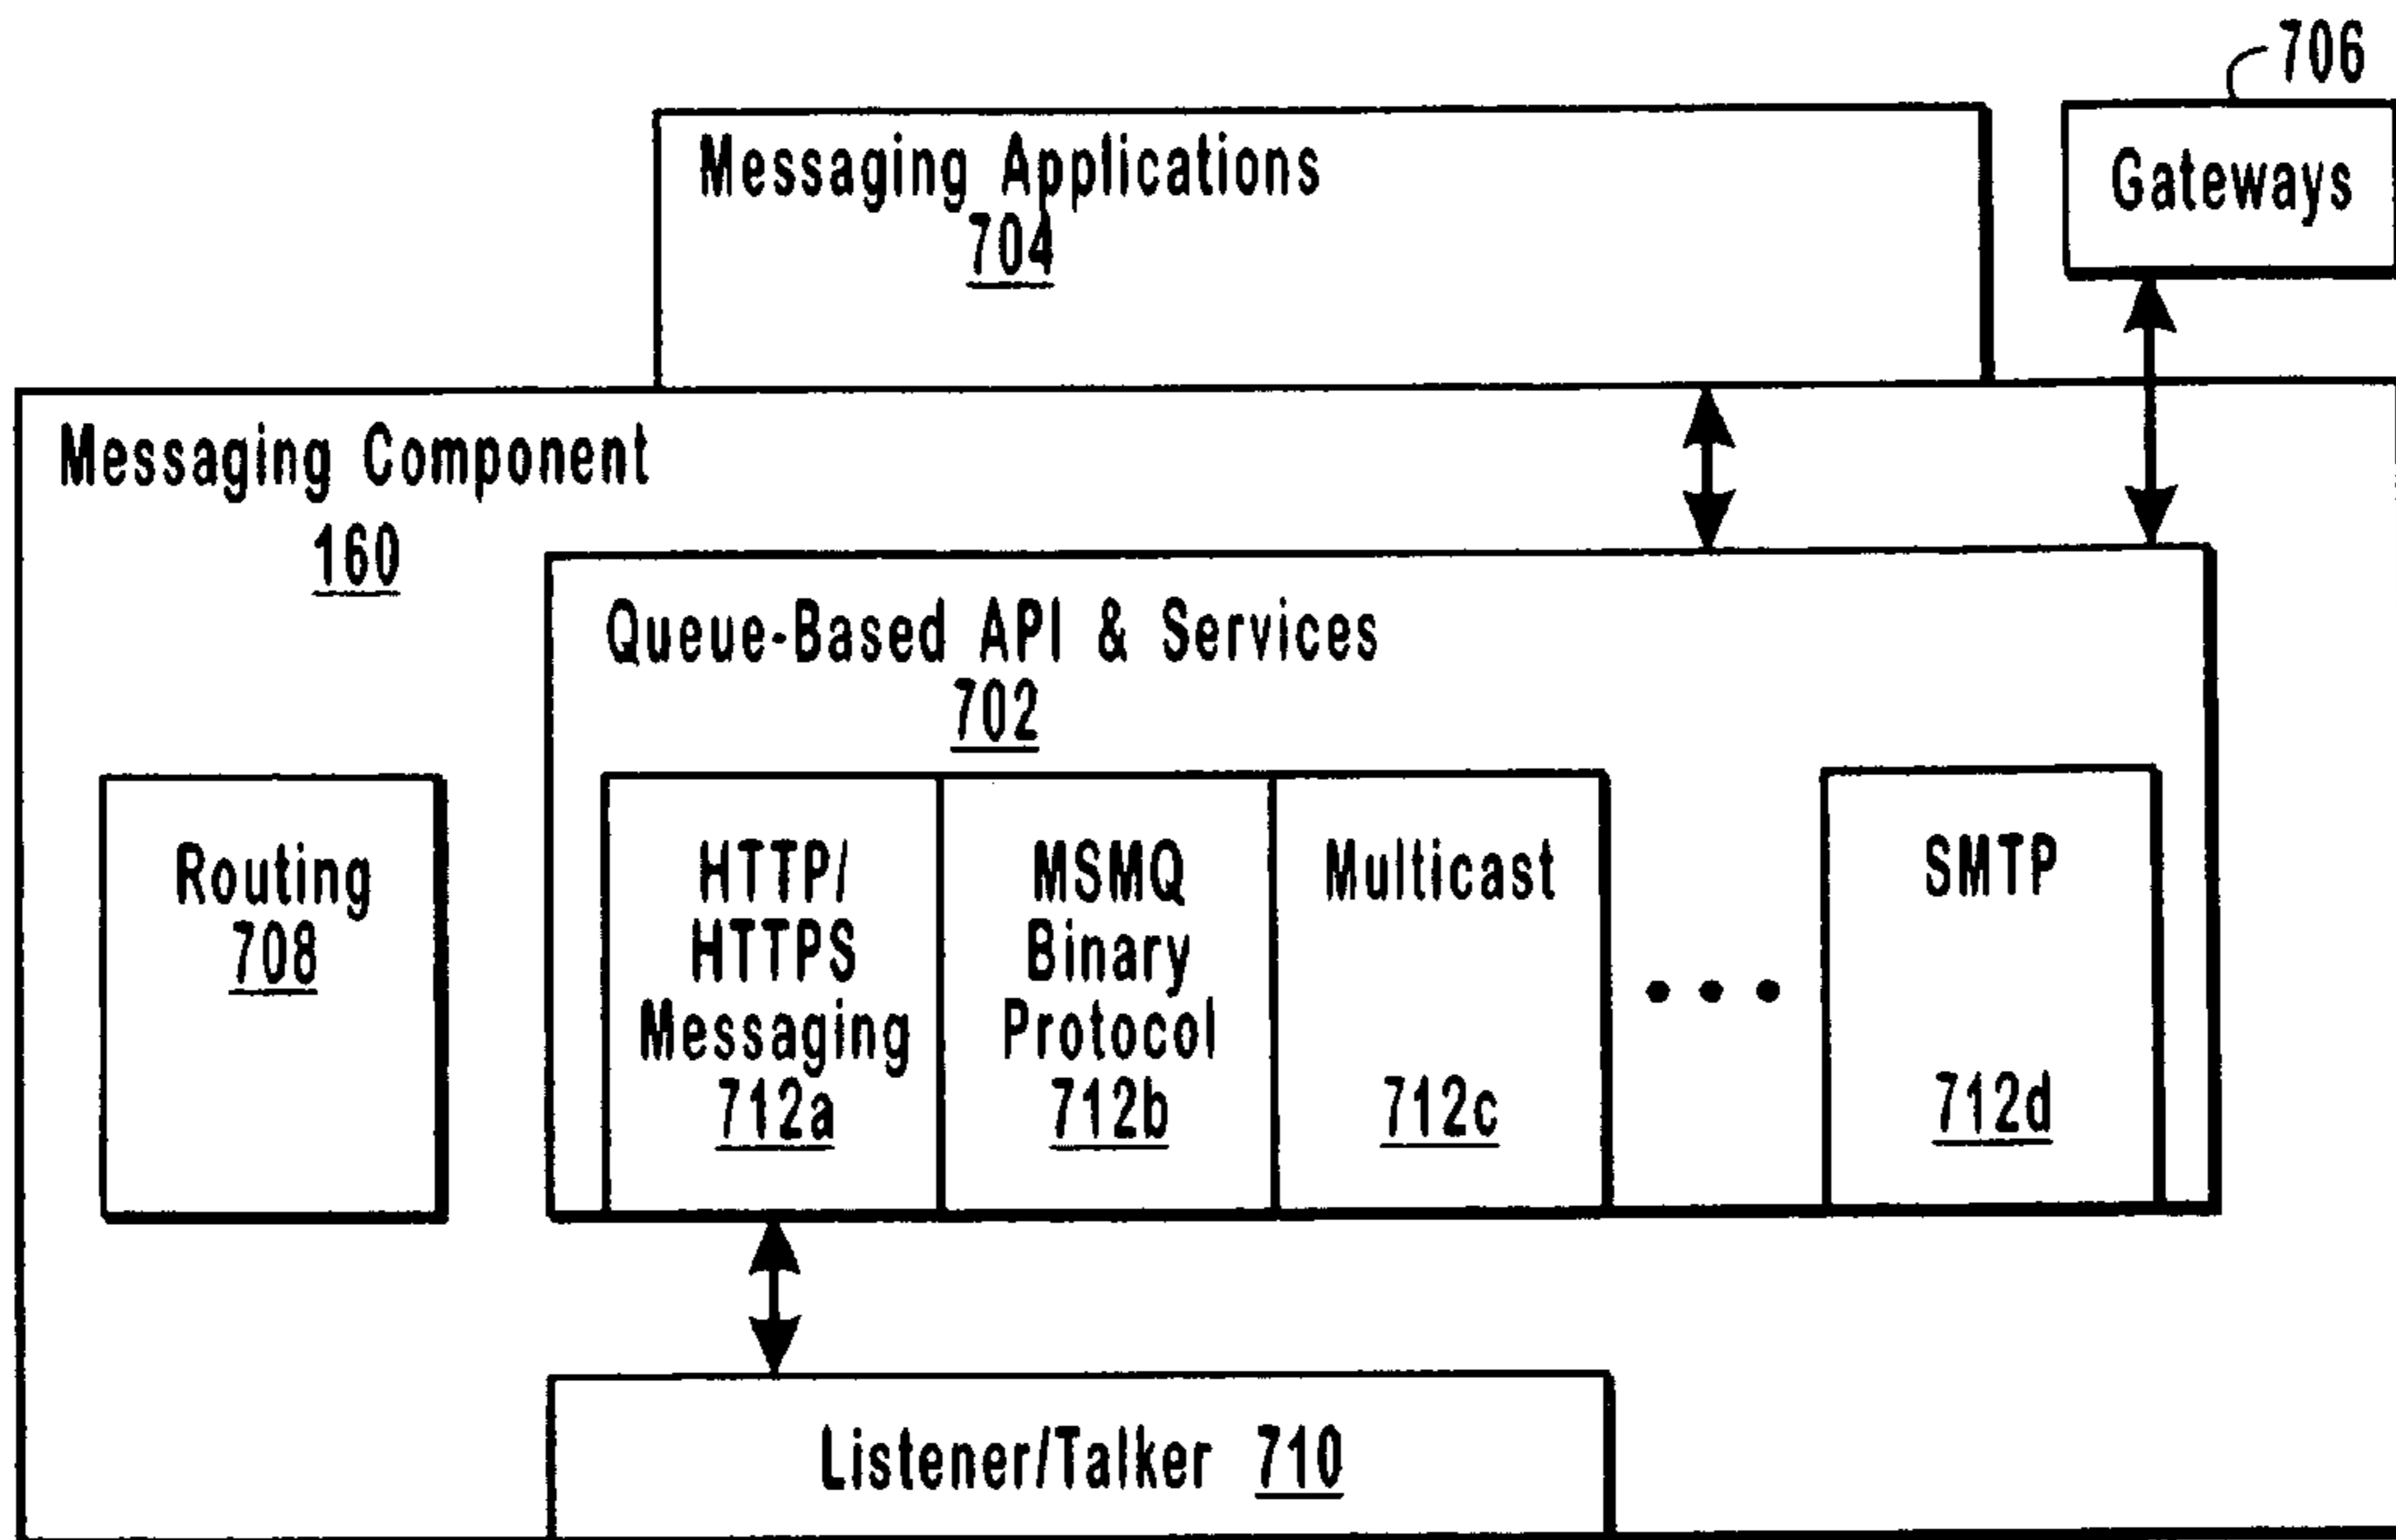 706
Messaging Applications
704
Gateways
Messaging Component
160
Queue-Based API & Services
702
Routing
708
HTTP/
HTTPS
Messaging
712a
MSMQ
Binary
Protocol
712b
Multicast
712c
SMTP
712d
Listener/Talker 710